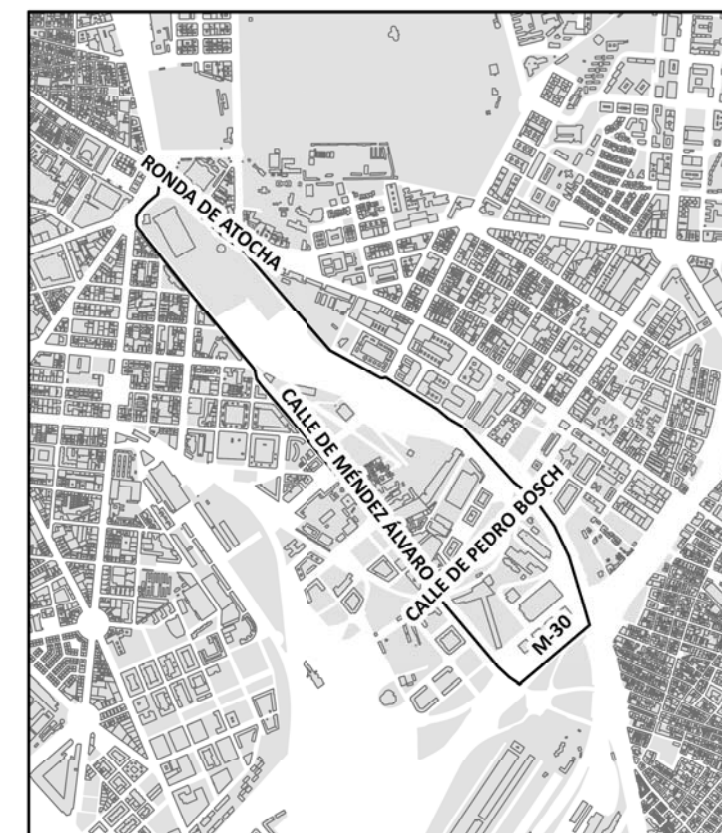 RONDA DE ATOCHA
CALLE DE MÉNDEZ ÁLVARO
CALLE DE PEDRO BOSCH
M-30